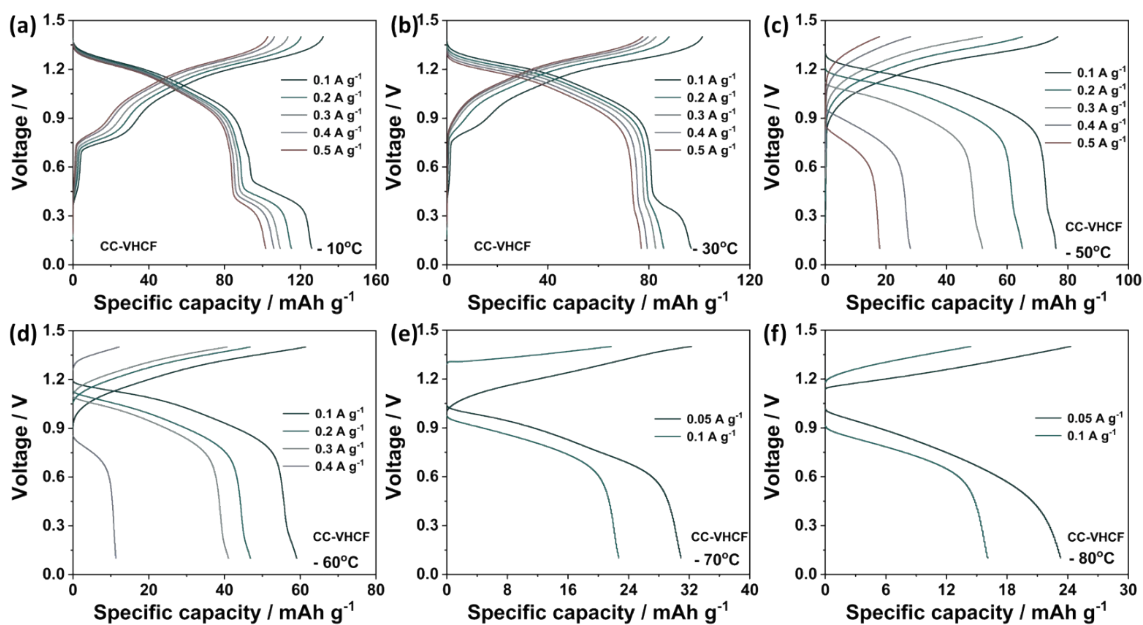 (a)
1.5
1.2
0.9
0.6
0.3
0.0
Voltage / V
0.1 A g⁻¹
0.2 A g⁻¹
0.3 A g⁻¹
0.4 A g⁻¹
0.5 A g⁻¹
CC-VHCF
- 10°C
0 40 80 120 160
Specific capacity / mAh g⁻¹
(b)
1.5
1.2
0.9
0.6
0.3
0.0
Voltage / V
0.1 A g⁻¹
0.2 A g⁻¹
0.3 A g⁻¹
0.4 A g⁻¹
0.5 A g⁻¹
CC-VHCF
- 30°C
0 40 80 120
Specific capacity / mAh g⁻¹
(c)
1.5
1.2
0.9
0.6
0.3
0.0
Voltage / V
0.1 A g⁻¹
0.2 A g⁻¹
0.3 A g⁻¹
0.4 A g⁻¹
0.5 A g⁻¹
CC-VHCF
- 50°C
0 20 40 60 80 100
Specific capacity / mAh g⁻¹
(d)
1.5
1.2
0.9
0.6
0.3
0.0
Voltage / V
0.1 A g⁻¹
0.2 A g⁻¹
0.3 A g⁻¹
0.4 A g⁻¹
CC-VHCF
- 60°C
0 20 40 60 80
Specific capacity / mAh g⁻¹
(e)
1.5
1.2
0.9
0.6
0.3
0.0
Voltage / V
0.05 A g⁻¹
0.1 A g⁻¹
CC-VHCF
- 70°C
0 8 16 24 32 40
Specific capacity / mAh g⁻¹
(f)
1.5
1.2
0.9
0.6
0.3
0.0
Voltage / V
0.05 A g⁻¹
0.1 A g⁻¹
CC-VHCF
- 80°C
0 6 12 18 24 30
Specific capacity / mAh g⁻¹